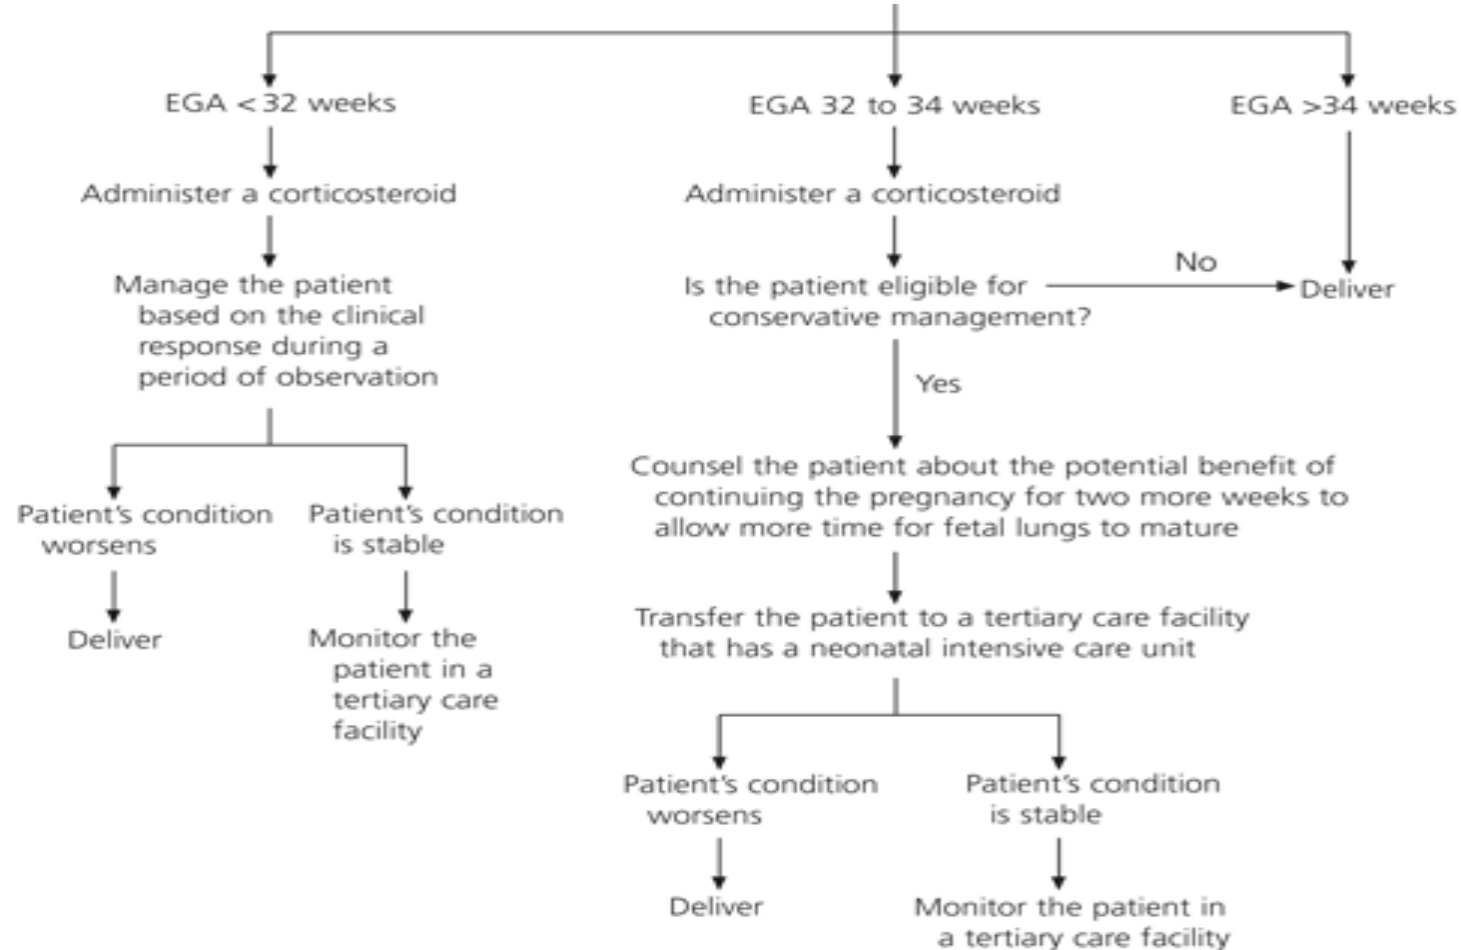 EGA < 32 weeks
EGA 32 to 34 weeks
EGA >34 weeks
Administer a corticosteroid
Administer a corticosteroid
Manage the patient
based on the clinical
response during a
period of observation
Is the patient eligible for
conservative management?
No
Deliver
Yes
Patient's condition
worsens
Patient's condition
is stable
Deliver
Monitor the
patient in a
tertiary care
facility
Counsel the patient about the potential benefit of
continuing the pregnancy for two more weeks to
allow more time for fetal lungs to mature
Transfer the patient to a tertiary care facility
that has a neonatal intensive care unit
Patient's condition
worsens
Patient's condition
is stable
Deliver
Monitor the patient in
a tertiary care facility